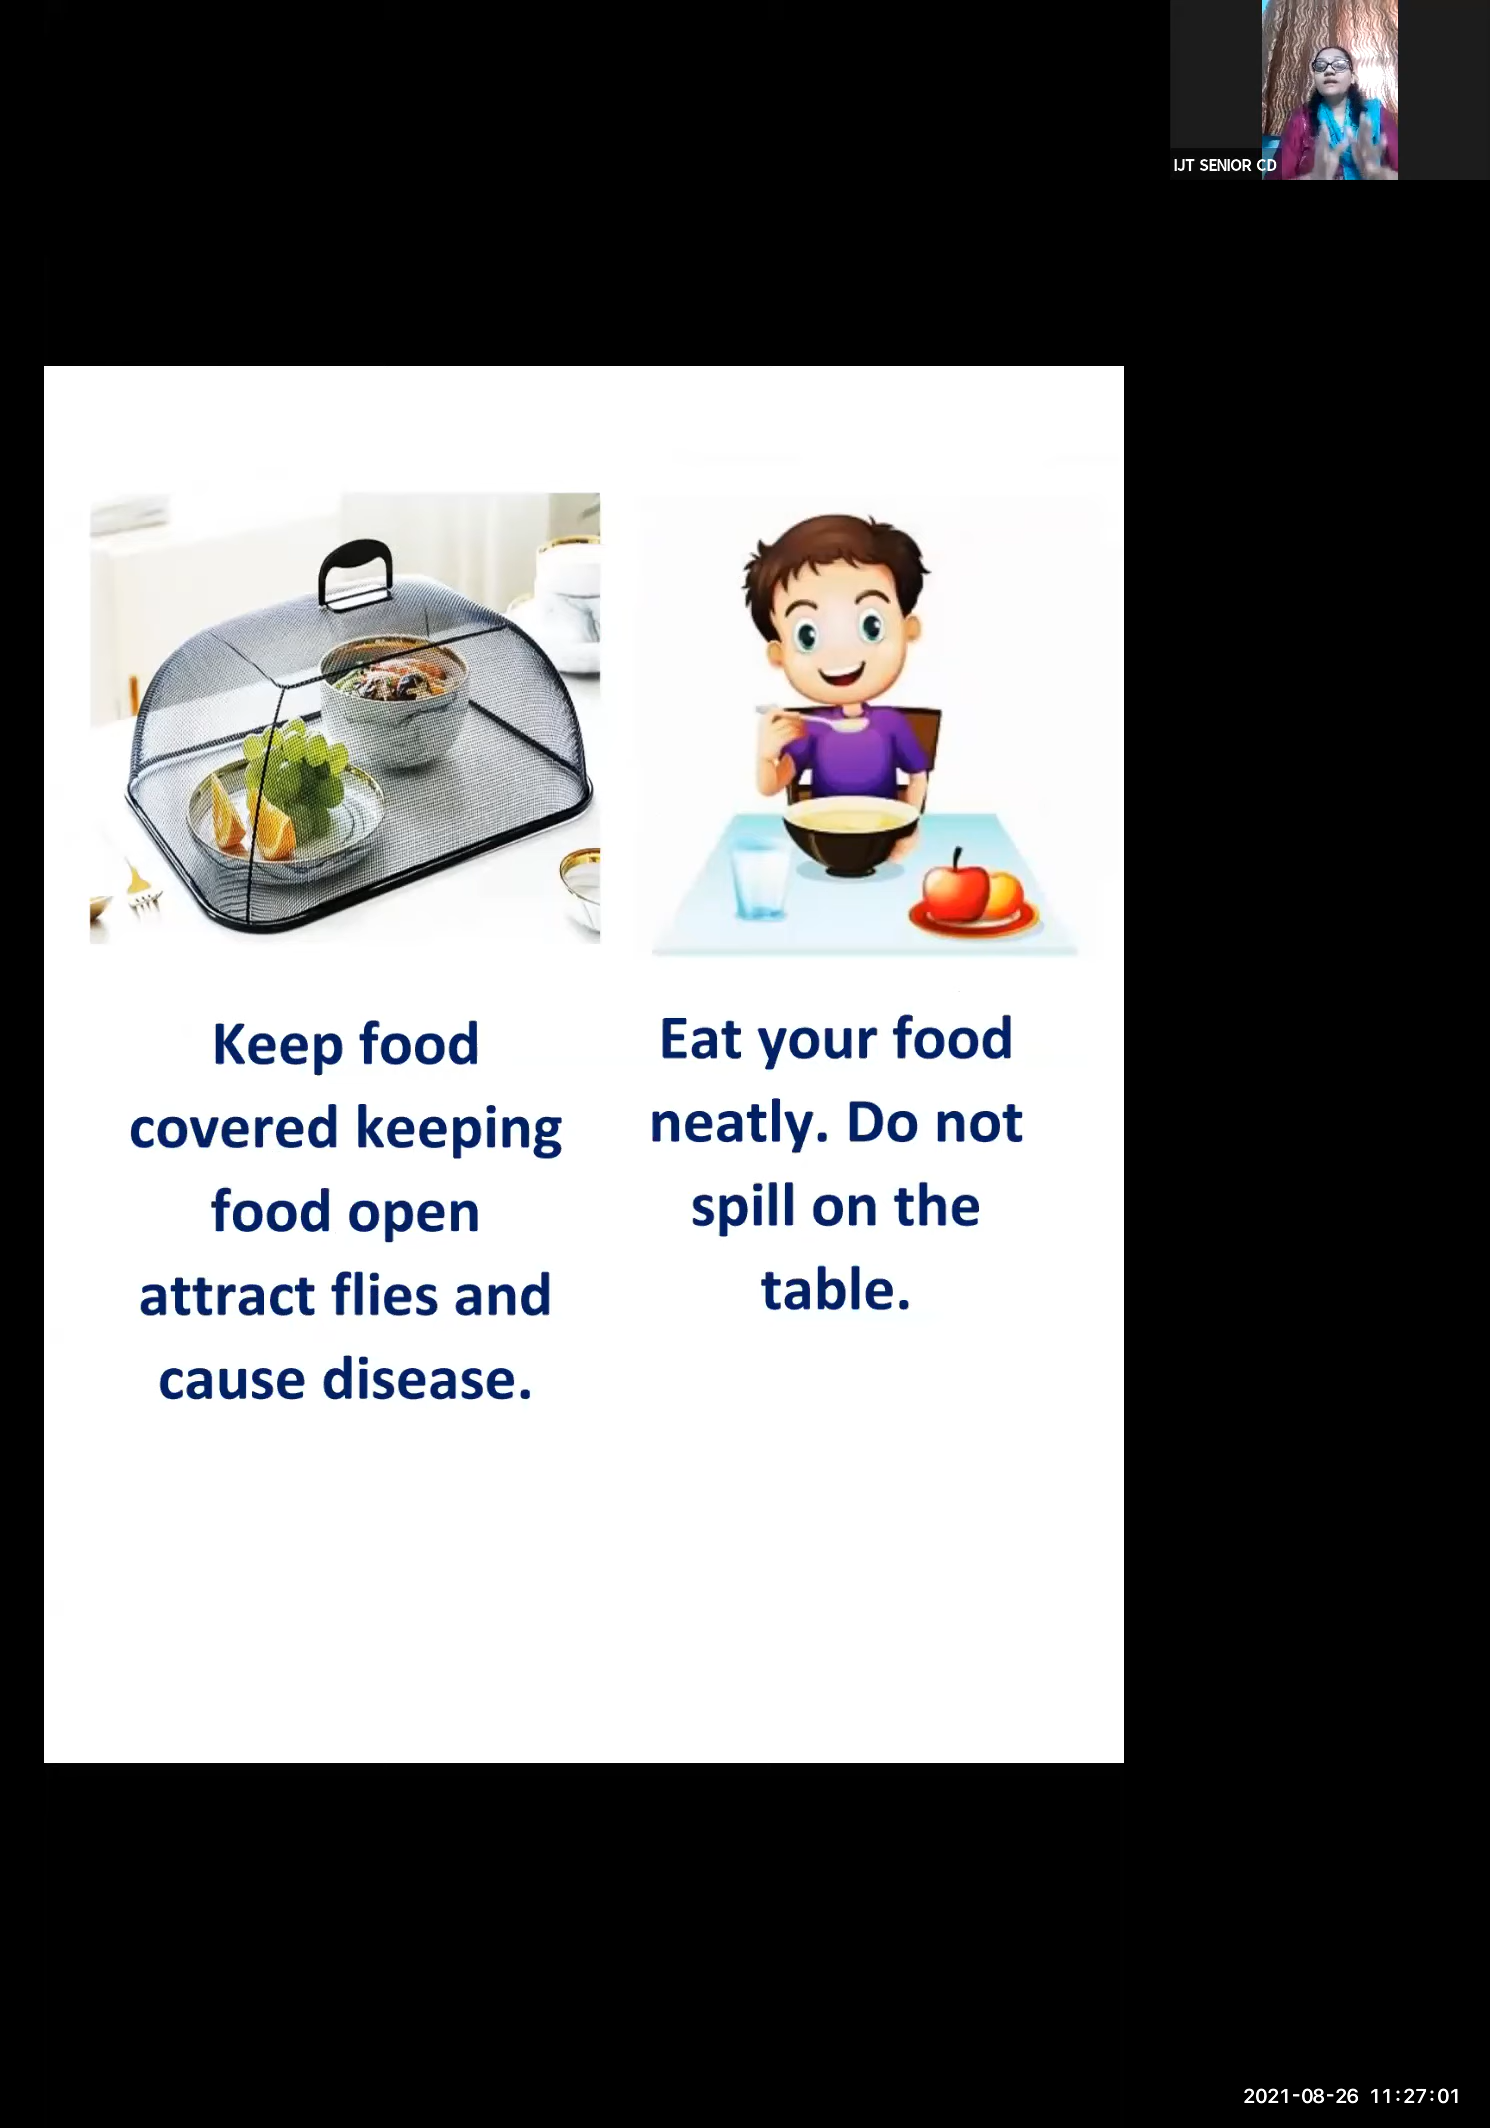 IJT SENIOR CD
Keep food
covered keeping
food open
attract flies and
cause disease.
Eat your food
neatly. Do not
spill on the
table.
2021-08-26 11:27:01